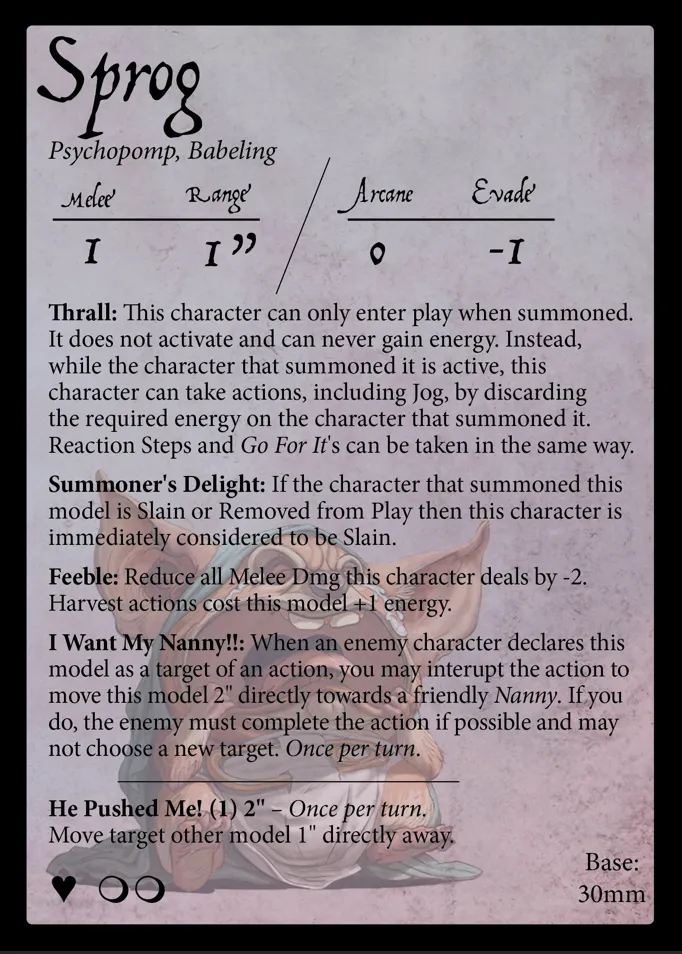 Sprog
Psychopomp, Babeling
Melee Range Arcane Evade
1 1” 0 -1
Thrall: This character can only enter play when summoned.
It does not activate and can never gain energy. Instead,
while the character that summoned it is active, this
character can take actions, including Jog, by discarding
the required energy on the character that summoned it.
Reaction Steps and Go For It's can be taken in the same way.
Summoner's Delight: If the character that summoned this
model is Slain or Removed from Play then this character is
immediately considered to be Slain.
Feeble: Reduce all Melee Dmg this character deals by -2.
Harvest actions cost this model +1 energy.
I Want My Nanny!!: When an enemy character declares this
model as a target of an action, you may interupt the action to
move this model 2" directly towards a friendly Nanny. If you
do, the enemy must complete the action if possible and may
not choose a new target. Once per turn.
He Pushed Me! (1) 2" – Once per turn.
Move target other model 1" directly away.
Base:
30mm